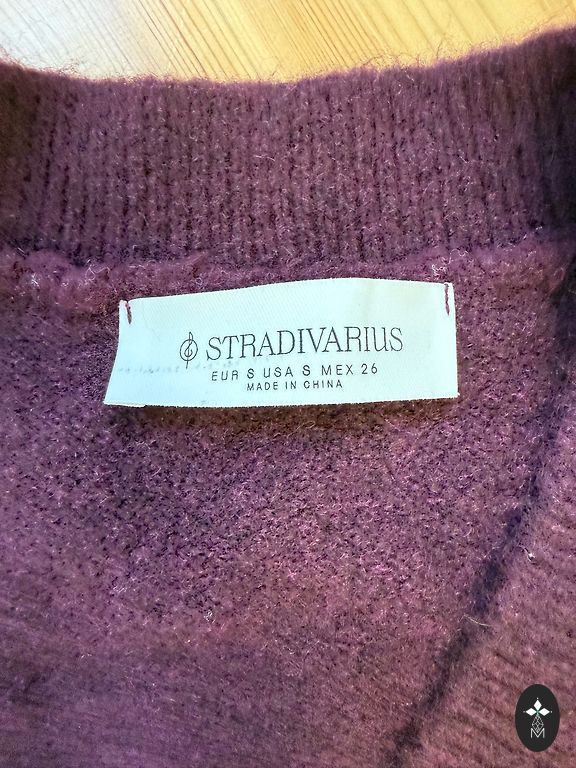 STRADIVARIUS
EUR S USA S MEX 26
MADE IN CHINA
M